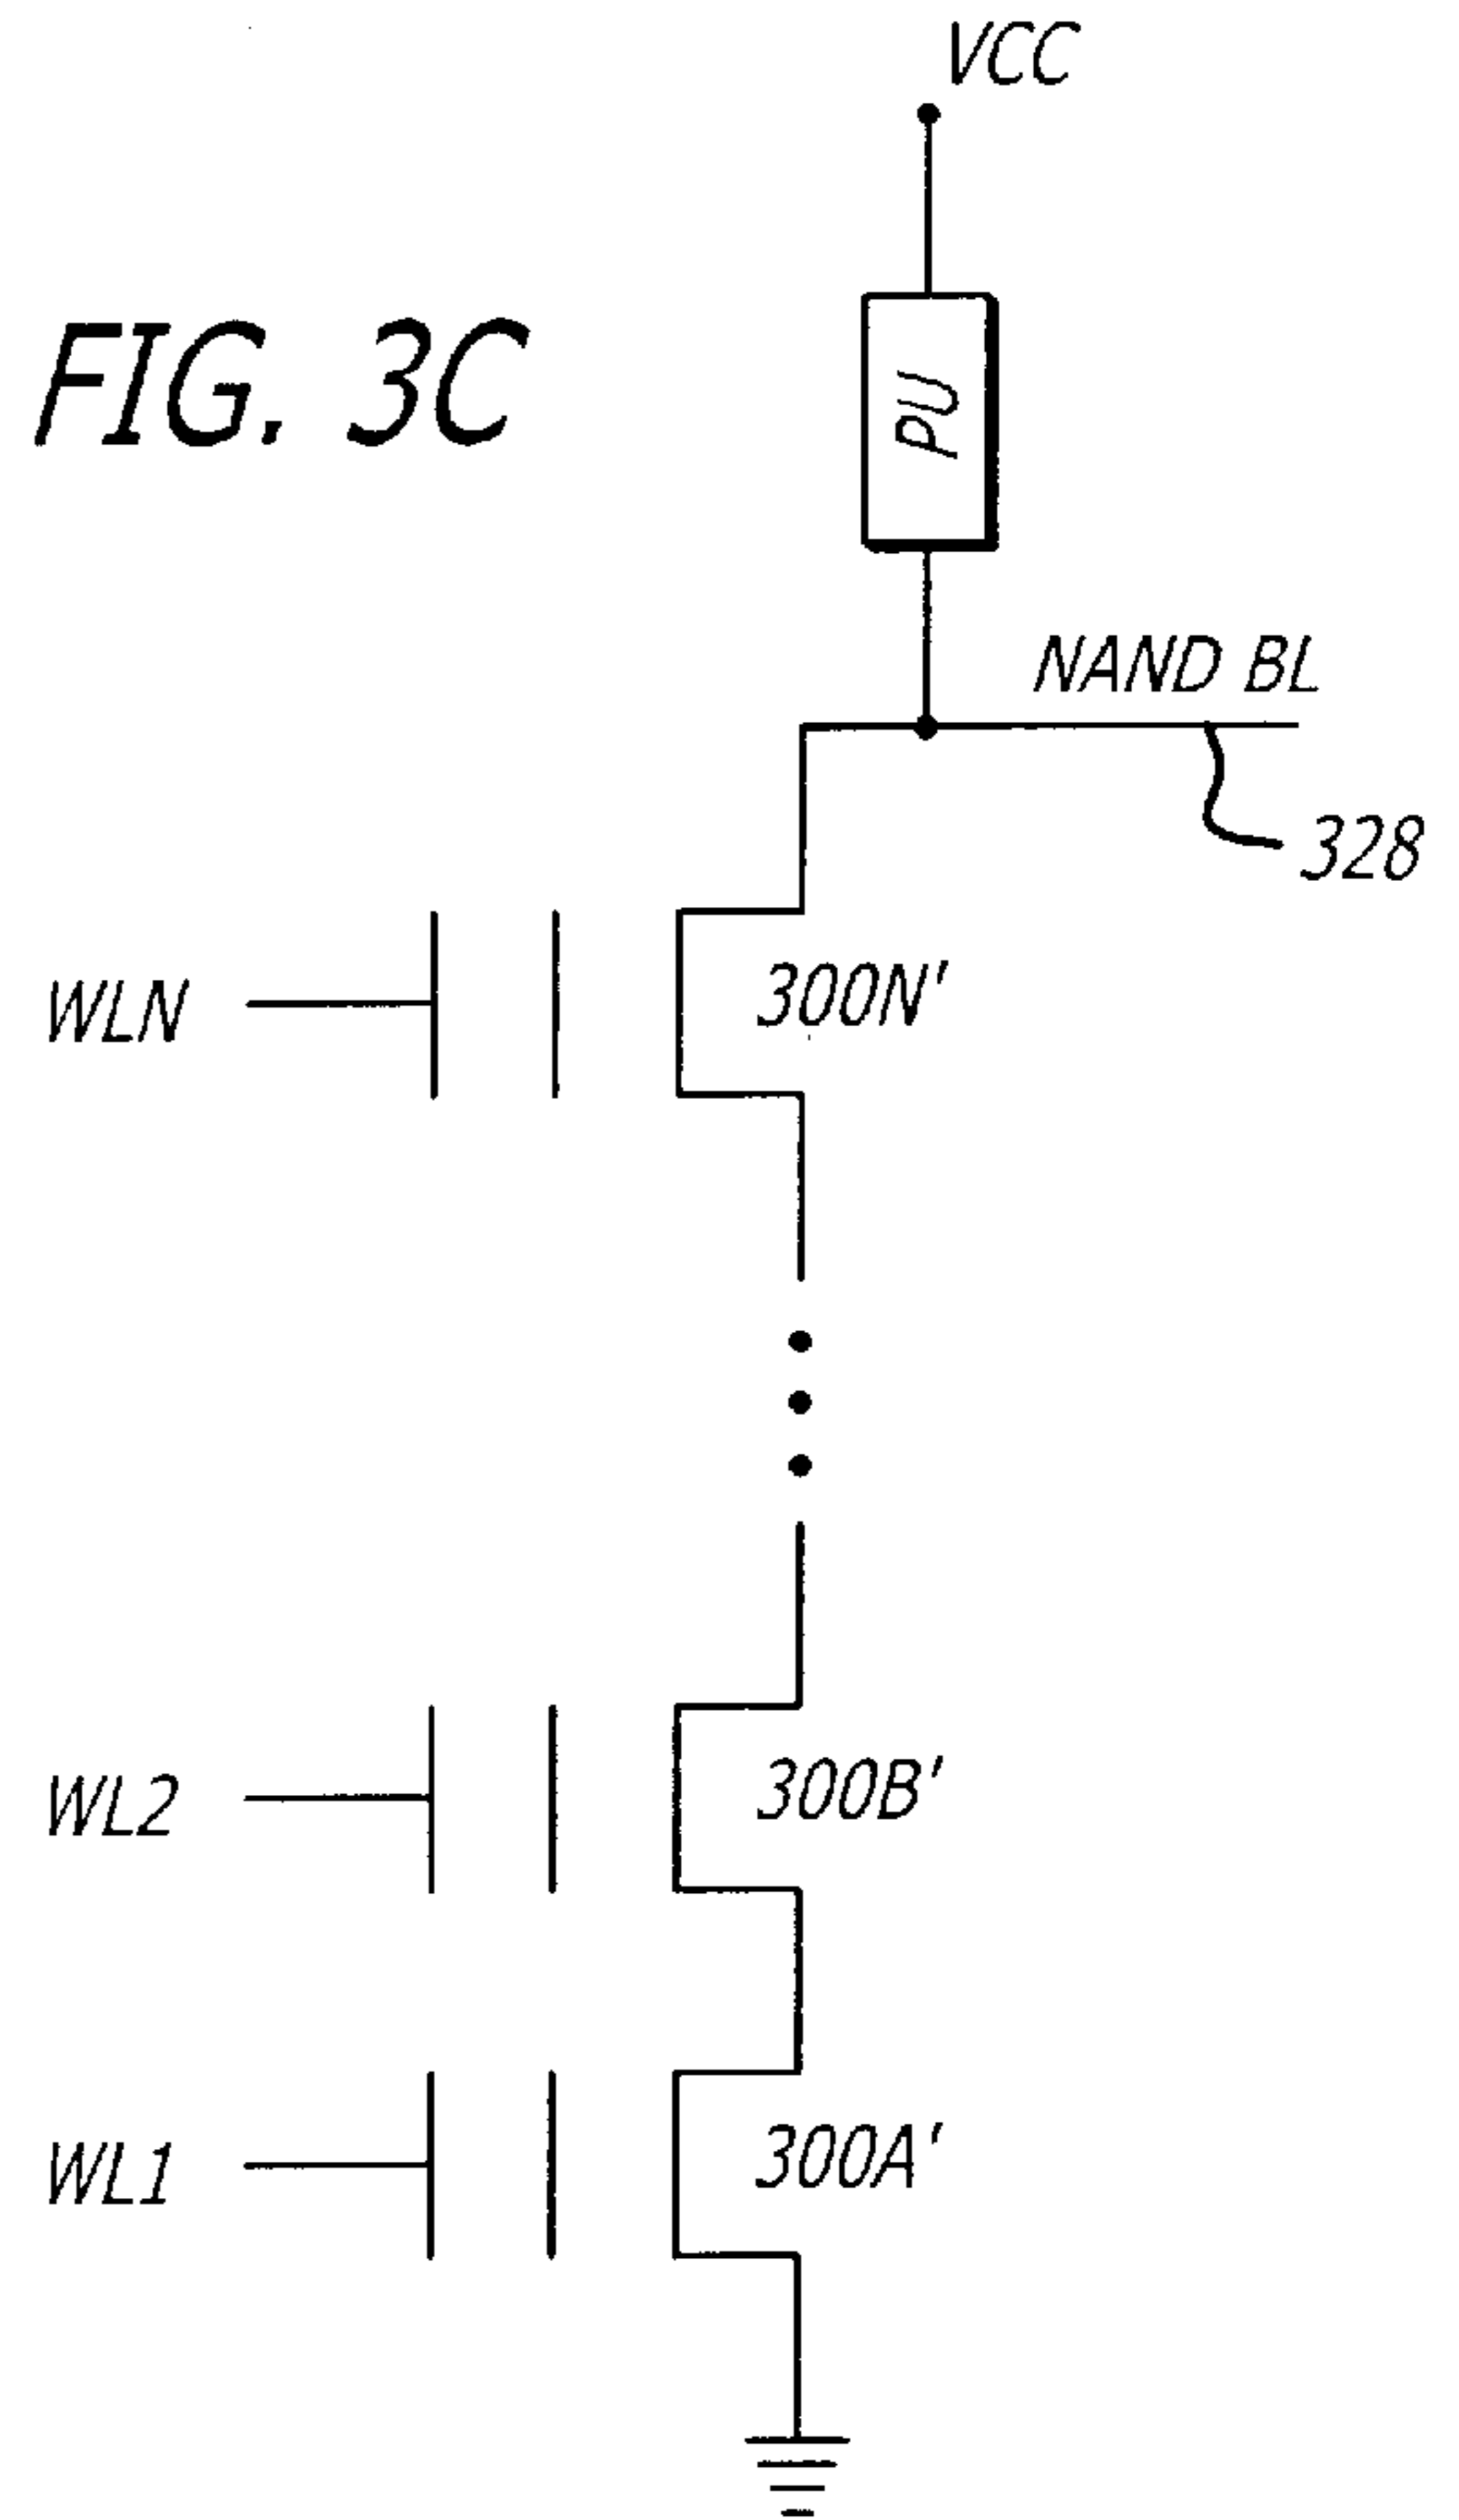 VCC
FIG. 3C
PU
NAND BL
328
WLN
300N'
WL2
300B'
WL1
300A'